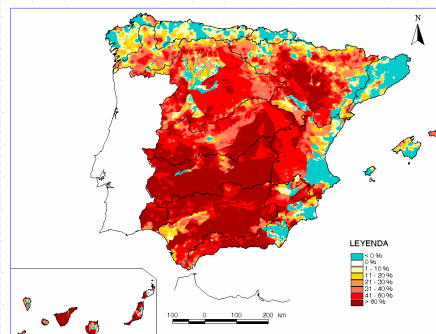 N
LEYENDA
< 0 %
0 %
1 - 10 %
11 - 20 %
21 - 30 %
31 - 40 %
41 - 60 %
> 60 %
100 0 100 200 km